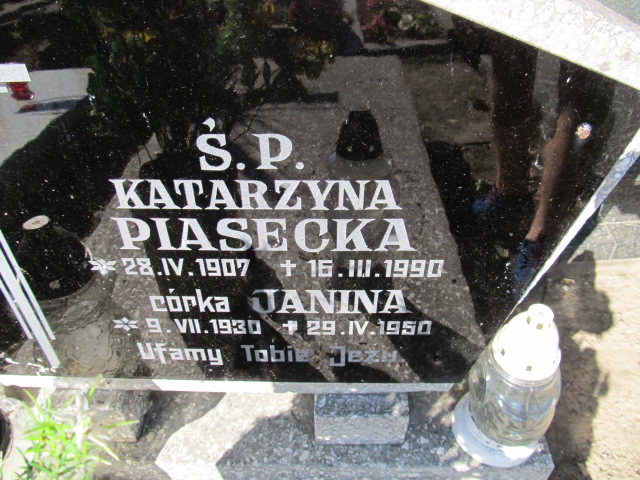 Ś.P.
KATARZYNA
PIASECKA
* 28.IV.1907 † 16.III.1990
córka JANINA
* 9.VII.1930 † 29.IV.1950
Ufamy Tobie Jezu.